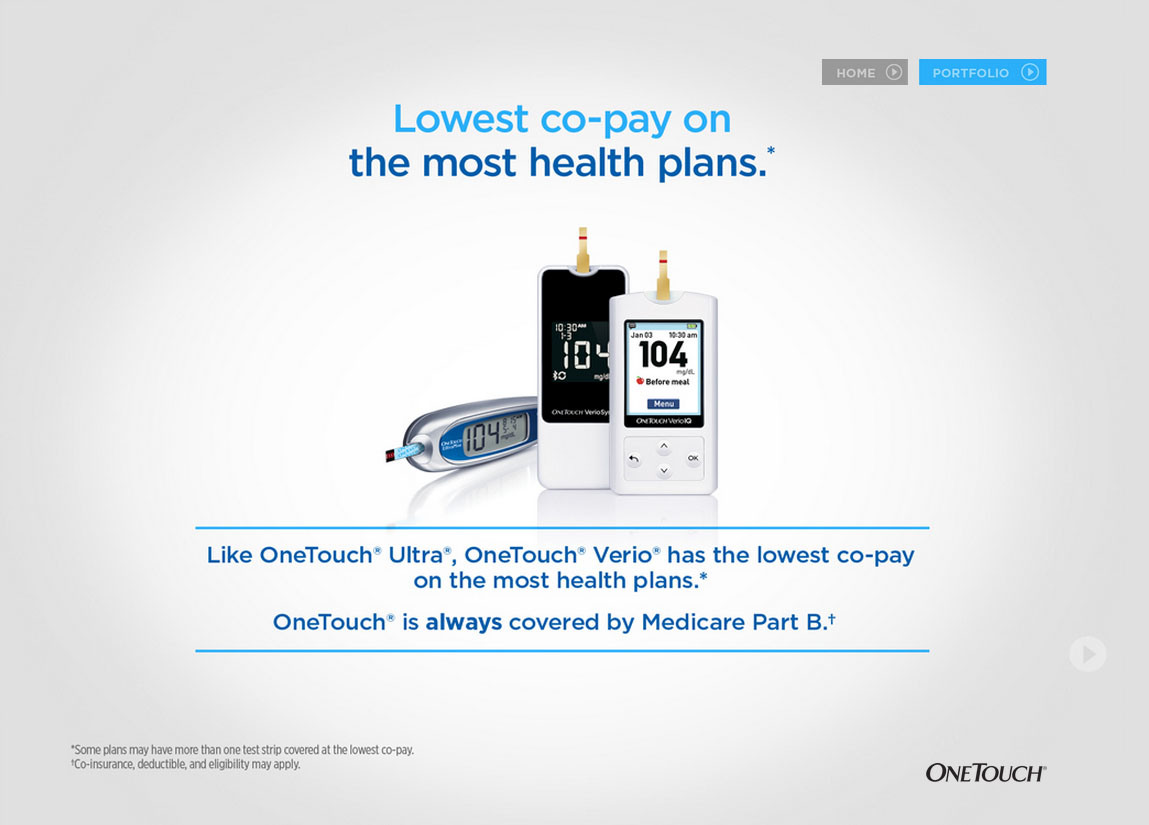 HOME
PORTFOLIO
Lowest co-pay on
the most health plans.*
10:30AM
1-3
104
mg/dL
ONETOUCH VerioSyn
Jan 03 10:30 am
104
mg/dL
Before meal
Menu
ONETOUCH VerioIQ
OK
ONETOUCH
104
mg/dL
Like OneTouch® Ultra®, OneTouch® Verio® has the lowest co-pay
on the most health plans.*
OneTouch® is always covered by Medicare Part B.†
*Some plans may have more than one test strip covered at the lowest co-pay.
†Co-insurance, deductible, and eligibility may apply.
ONETOUCH®